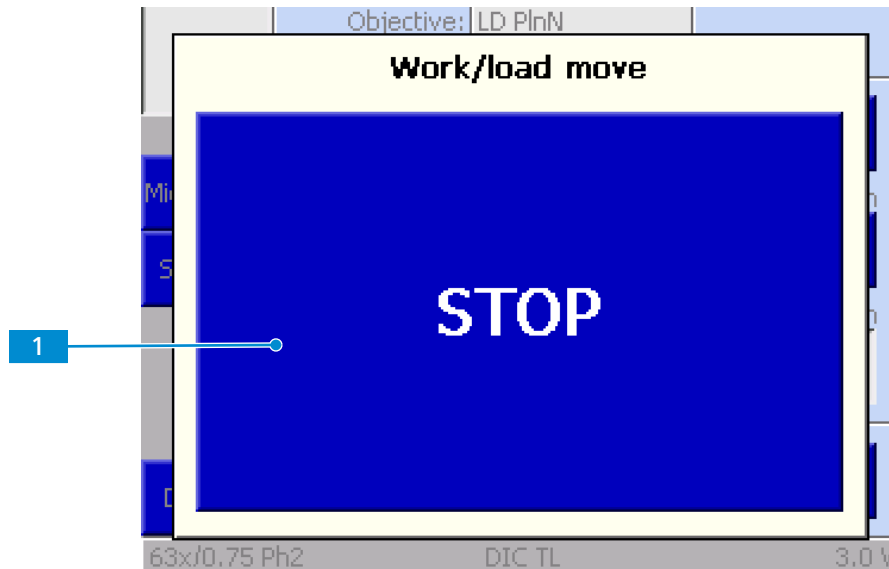 Objective: LD PlnN
Work/load move
STOP
1
63x/0.75 Ph2 DIC TL 3.0